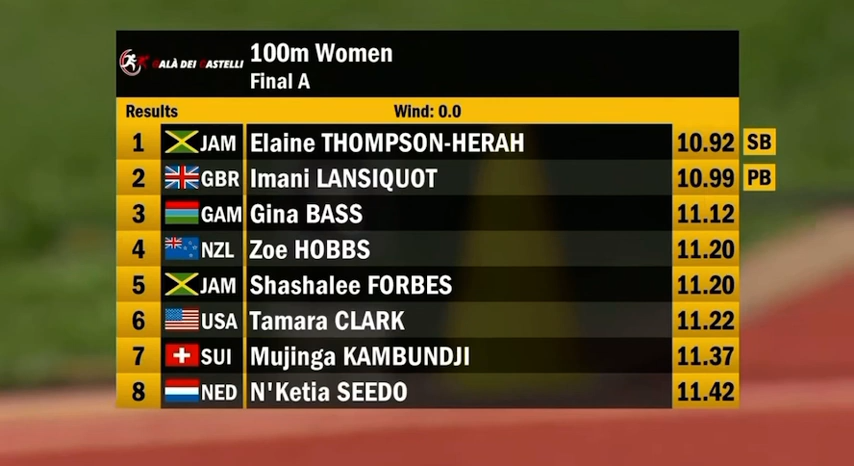 GALÀ DEI CASTELLI
100m Women
Final A
Results Wind: 0.0
1 JAM Elaine THOMPSON-HERAH 10.92 SB
2 GBR Imani LANSIQUOT 10.99 PB
3 GAM Gina BASS 11.12
4 NZL Zoe HOBBS 11.20
5 JAM Shashalee FORBES 11.20
6 USA Tamara CLARK 11.22
7 SUI Mujinga KAMBUNDJI 11.37
8 NED N'Ketia SEEDO 11.42